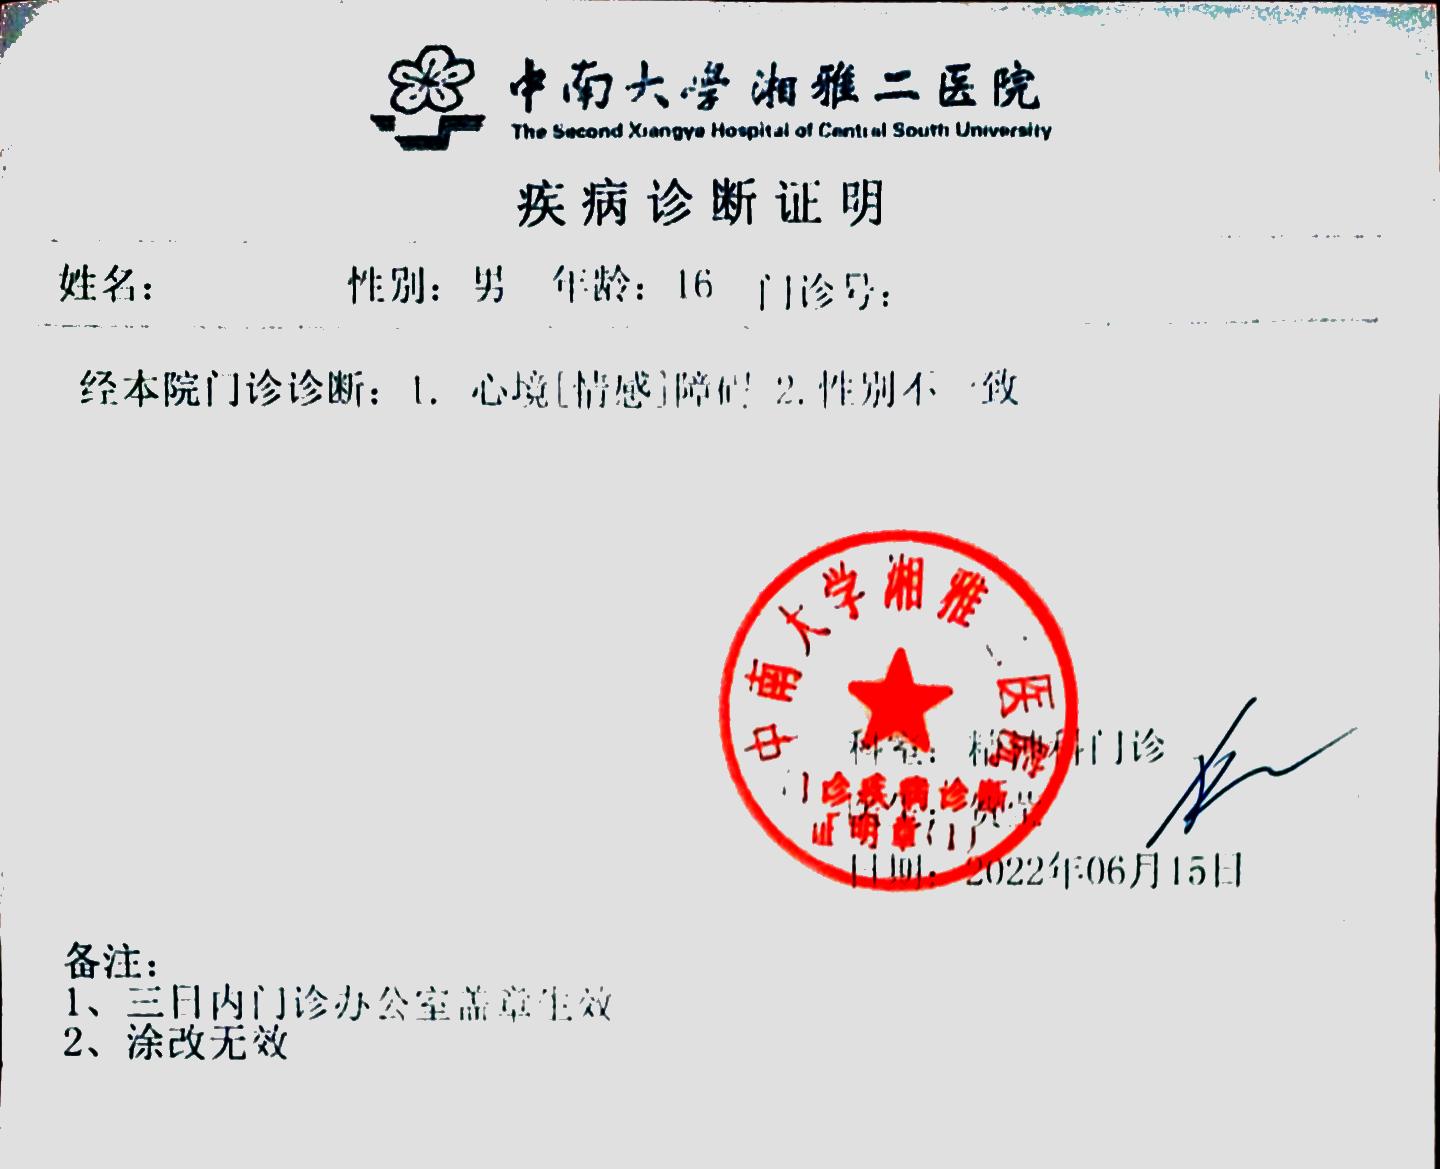 中南大学湘雅二医院
The Second Xiangya Hospital of Central South University
疾病诊断证明
姓名： 性别：男 年龄：16 门诊号：
经本院门诊诊断：1. 心境[情感]障碍 2.性别不一致
中南大学湘雅二医院
科室：精神科门诊
门诊疾病诊断
证明章(1)
日期：2022年06月15日
备注：
1、三日内门诊办公室盖章生效
2、涂改无效